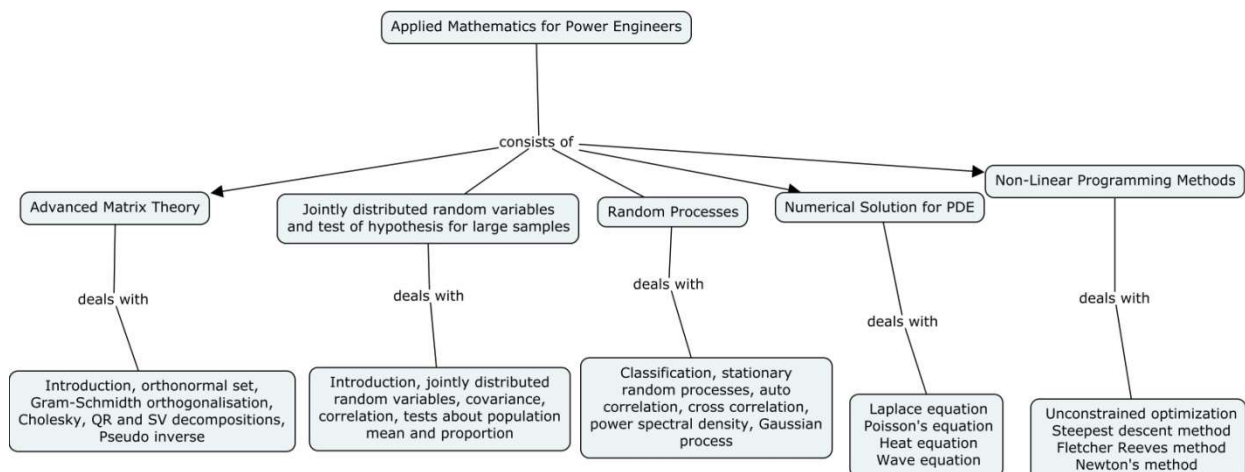 Applied Mathematics for Power Engineers
consists of
Advanced Matrix Theory
Jointly distributed random variables
and test of hypothesis for large samples
Random Processes
Numerical Solution for PDE
Non-Linear Programming Methods
deals with
deals with
deals with
deals with
deals with
Introduction, orthonormal set,
Gram-Schmidth orthogonalisation,
Cholesky, QR and SV decompositions,
Pseudo inverse
Introduction, jointly distributed
random variables, covariance,
correlation, tests about population
mean and proportion
Classification, stationary
random processes, auto
correlation, cross correlation,
power spectral density, Gaussian
process
Laplace equation
Poisson's equation
Heat equation
Wave equation
Unconstrained optimization
Steepest descent method
Fletcher Reeves method
Newton's method